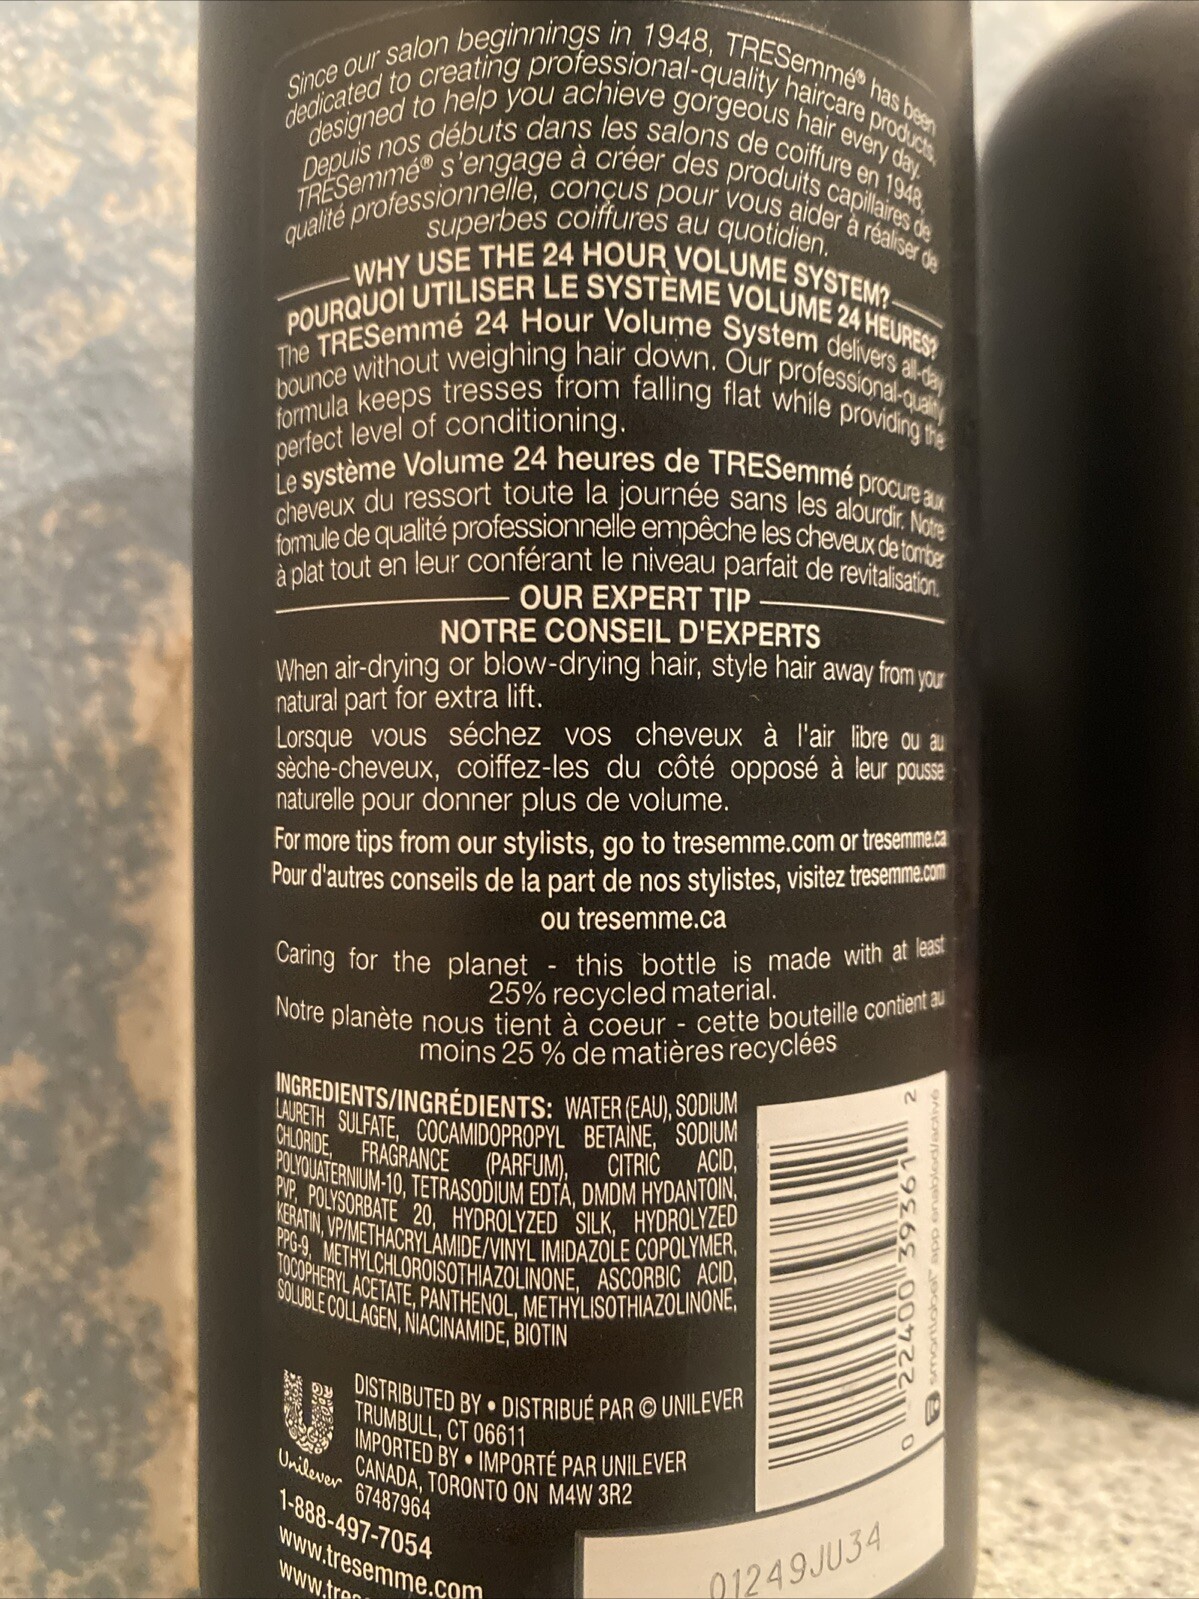 Since our salon beginnings in 1948, TRESemmé® has been
dedicated to creating professional-quality haircare products,
designed to help you achieve gorgeous hair every day.
Depuis nos débuts dans les salons de coiffure en 1948,
TRESemmé® s'engage à créer des produits capillaires de
qualité professionnelle, conçus pour vous aider à réaliser de
superbes coiffures au quotidien.
WHY USE THE 24 HOUR VOLUME SYSTEM?
POURQUOI UTILISER LE SYSTÈME VOLUME 24 HEURES?
The TRESemmé 24 Hour Volume System delivers all-day
bounce without weighing hair down. Our professional-quality
formula keeps tresses from falling flat while providing the
perfect level of conditioning.
Le système Volume 24 heures de TRESemmé procure aux
cheveux du ressort toute la journée sans les alourdir. Notre
formule de qualité professionnelle empêche les cheveux de tomber
à plat tout en leur conférant le niveau parfait de revitalisation.
OUR EXPERT TIP
NOTRE CONSEIL D'EXPERTS
When air-drying or blow-drying hair, style hair away from your
natural part for extra lift.
Lorsque vous séchez vos cheveux à l'air libre ou au
sèche-cheveux, coiffez-les du côté opposé à leur pousse
naturelle pour donner plus de volume.
For more tips from our stylists, go to tresemme.com or tresemme.ca
Pour d'autres conseils de la part de nos stylistes, visitez tresemme.com
ou tresemme.ca
Caring for the planet - this bottle is made with at least
25% recycled material.
Notre planète nous tient à coeur - cette bouteille contient au
moins 25 % de matières recyclées
INGREDIENTS/INGRÉDIENTS: WATER (EAU), SODIUM
LAURETH SULFATE, COCAMIDOPROPYL BETAINE, SODIUM
CHLORIDE, FRAGRANCE (PARFUM), CITRIC ACID,
POLYQUATERNIUM-10, TETRASODIUM EDTA, DMDM HYDANTOIN,
PVP, POLYSORBATE 20, HYDROLYZED SILK, HYDROLYZED
KERATIN, VP/METHACRYLAMIDE/VINYL IMIDAZOLE COPOLYMER,
PPG-9, METHYLCHLOROISOTHIAZOLINONE, ASCORBIC ACID,
TOCOPHERYL ACETATE, PANTHENOL, METHYLISOTHIAZOLINONE,
SOLUBLE COLLAGEN, NIACINAMIDE, BIOTIN
0 22400 39361 2
smartlabel™ app enabled/activé
DISTRIBUTED BY • DISTRIBUÉ PAR © UNILEVER
TRUMBULL, CT 06611
IMPORTED BY • IMPORTÉ PAR UNILEVER
CANADA, TORONTO ON M4W 3R2
67487964
Unilever
1-888-497-7054
www.tresemme.com
01249JU34